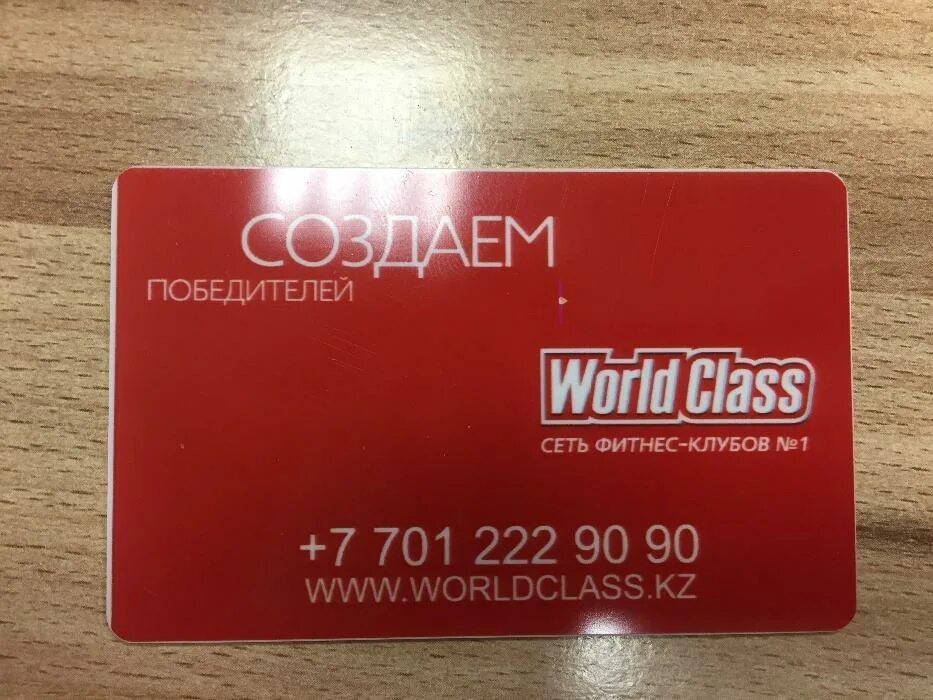 СОЗДАЕМ
ПОБЕДИТЕЛЕЙ
World Class
СЕТЬ ФИТНЕС-КЛУБОВ №1
+7 701 222 90 90
WWW.WORLDCLASS.KZ